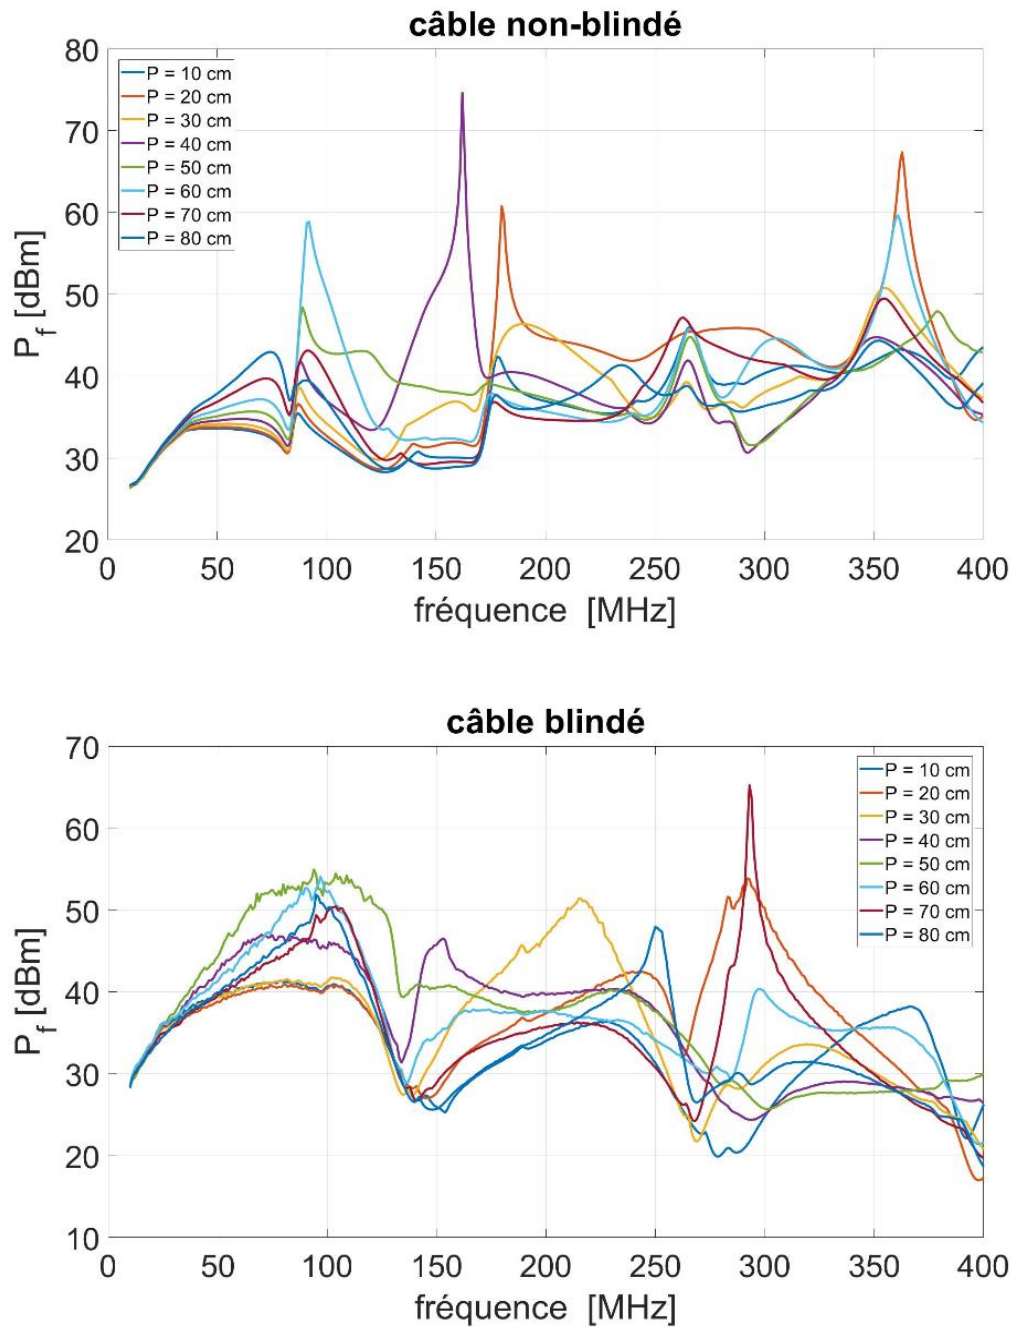 câble non-blindé
80
70
60
50
40
30
20
P = 10 cm
P = 20 cm
P = 30 cm
P = 40 cm
P = 50 cm
P = 60 cm
P = 70 cm
P = 80 cm
P_f [dBm]
0 50 100 150 200 250 300 350 400
fréquence [MHz]
câble blindé
70
60
50
40
30
20
10
P = 10 cm
P = 20 cm
P = 30 cm
P = 40 cm
P = 50 cm
P = 60 cm
P = 70 cm
P = 80 cm
P_f [dBm]
0 50 100 150 200 250 300 350 400
fréquence [MHz]